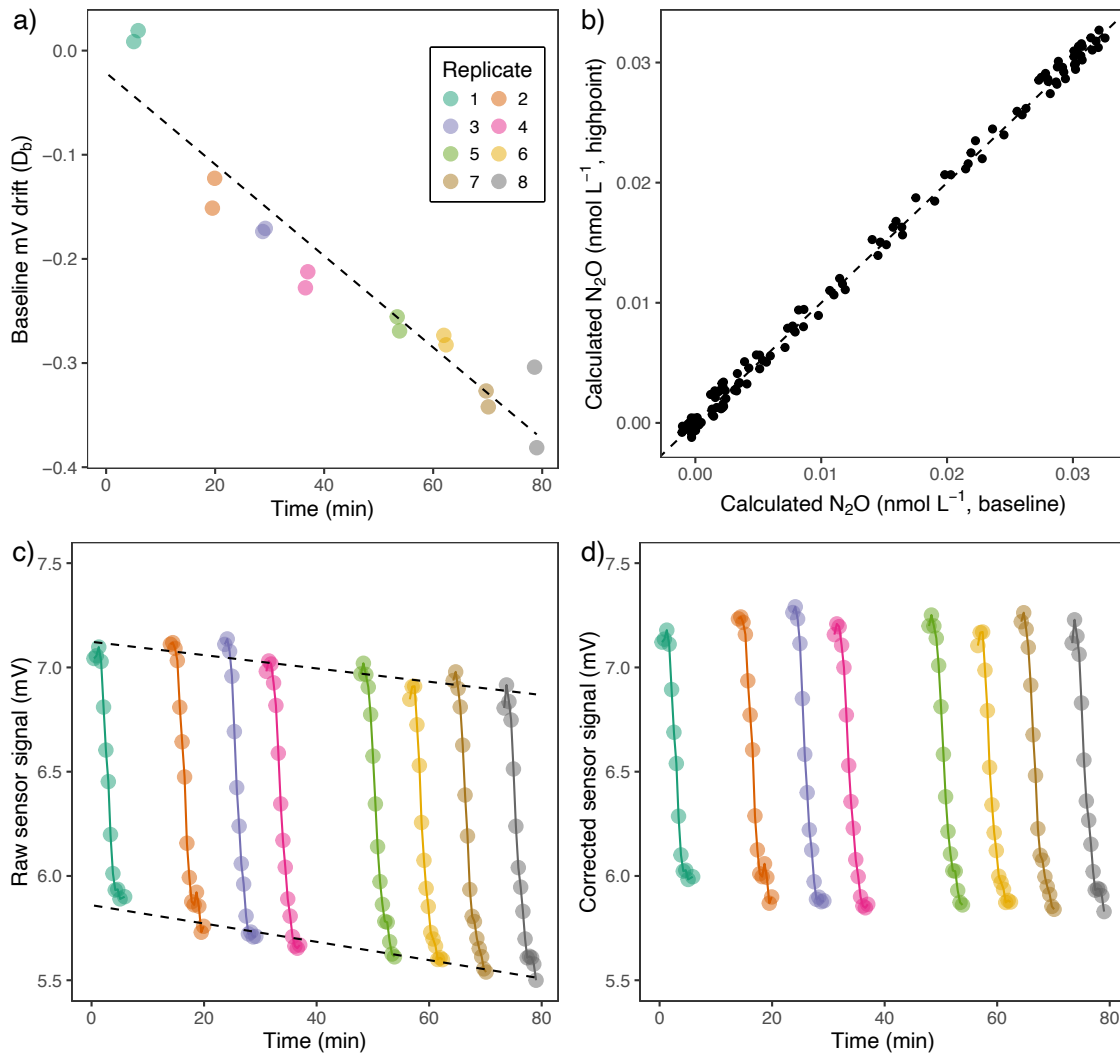 a)
0.0
−0.1
−0.2
−0.3
−0.4
Baseline mV drift (D_b)
Replicate
1 2
3 4
5 6
7 8
0 20 40 60 80
Time (min)
b)
0.03
0.02
0.01
0.00
Calculated N₂O (nmol L⁻¹, highpoint)
0.00 0.01 0.02 0.03
Calculated N₂O (nmol L⁻¹, baseline)
c)
7.5
7.0
6.5
6.0
5.5
Raw sensor signal (mV)
0 20 40 60 80
Time (min)
d)
7.5
7.0
6.5
6.0
5.5
Corrected sensor signal (mV)
0 20 40 60 80
Time (min)